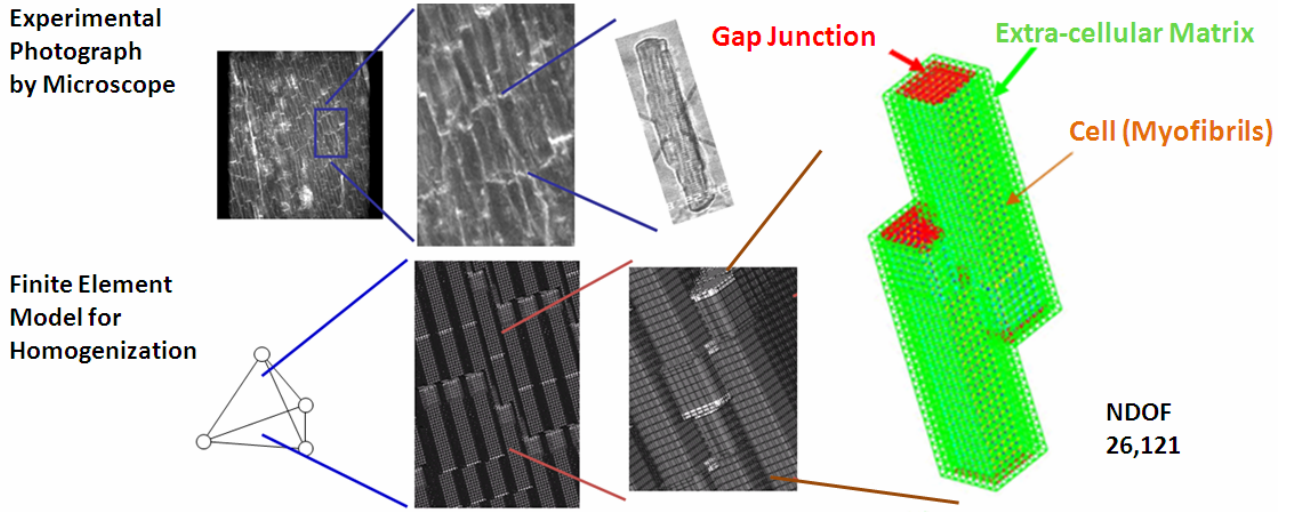 Experimental
Photograph
by Microscope
Gap Junction
Extra-cellular Matrix
Cell (Myofibrils)
Finite Element
Model for
Homogenization
NDOF
26,121